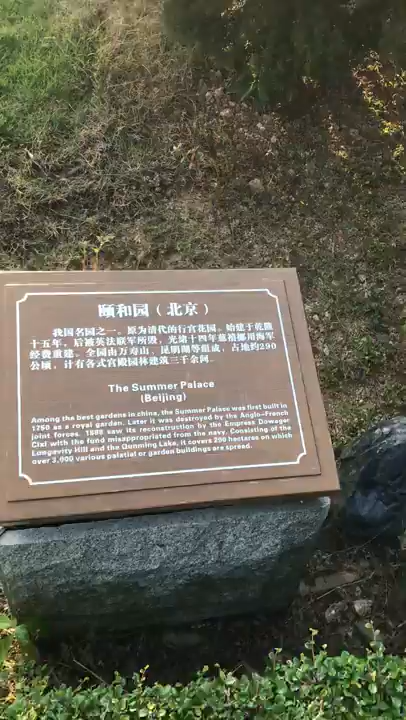 颐和园（北京）
我国名园之一。原为清代的行宫花园。始建于乾隆
十五年，后被英法联军所毁，光绪十四年慈禧挪用海军
经费重建。全园由万寿山、昆明湖等组成，占地约290
公顷，计有各式宫殿园林建筑三千余间。
The Summer Palace
(Beijing)
Among the best gardens in china, the Summer Palace was first built in
1750 as a royal garden. Later it was destroyed by the Anglo-French
joint forces. 1888 saw its reconstruction by the Empress Dowager
Cixi with the fund misappropriated from the navy. Consisting of the
Longevity Hill and the Qunming Lake, it covers 290 hectares on which
over 3,000 various palatial or garden buildings are spread.